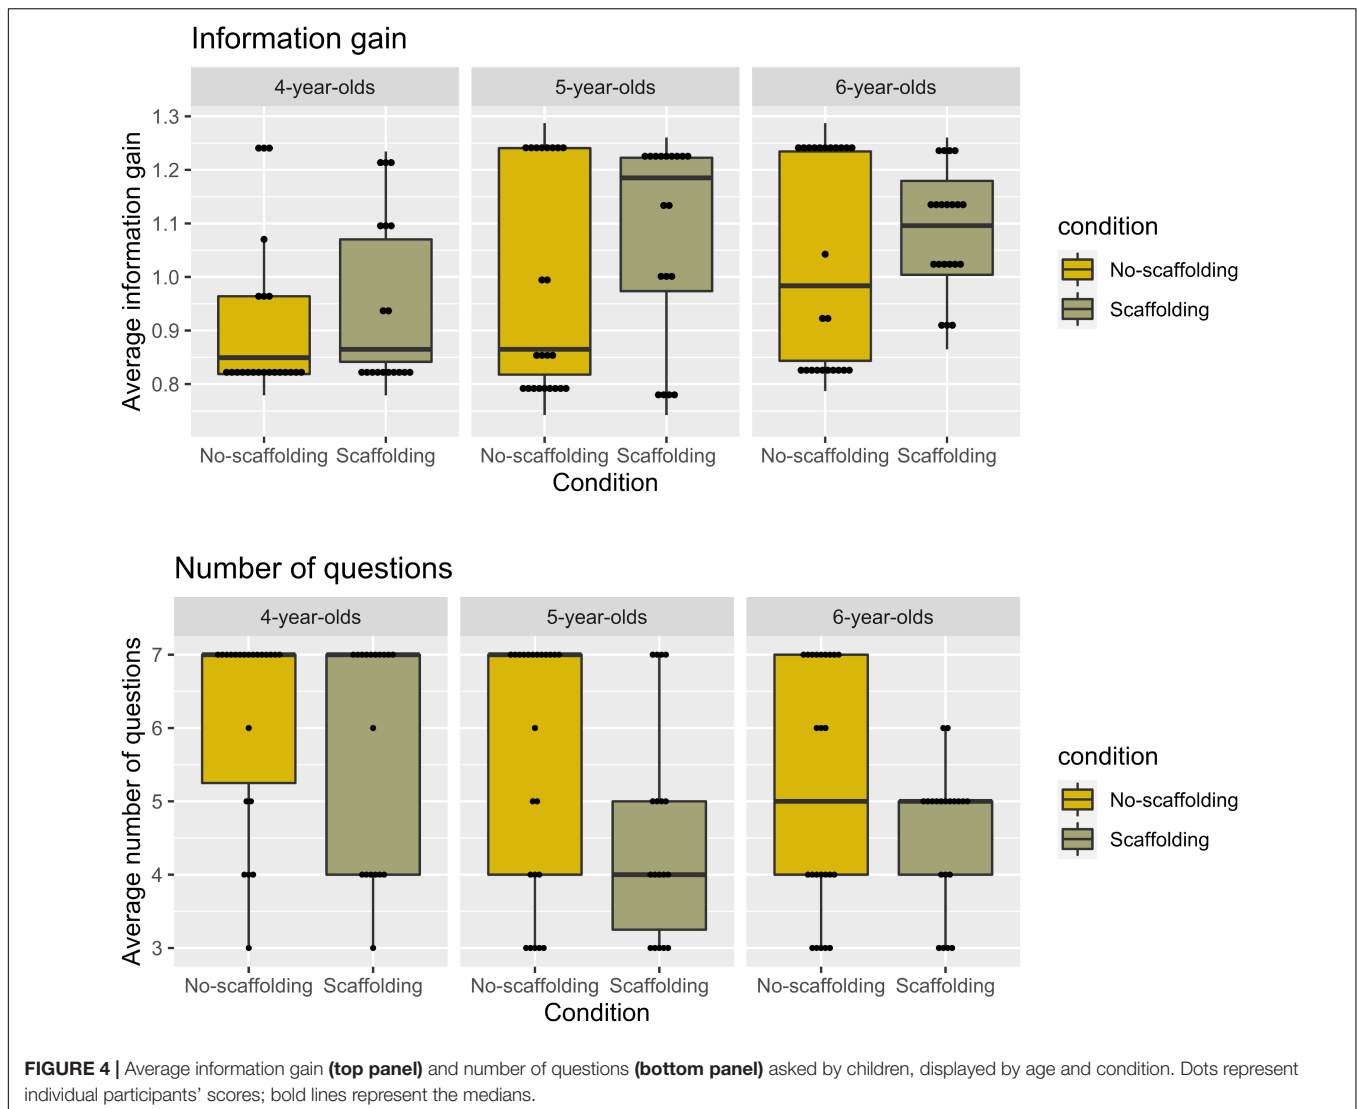 Information gain
4-year-olds
5-year-olds
6-year-olds
Average information gain
1.3
1.2
1.1
1.0
0.9
0.8
No-scaffolding Scaffolding
No-scaffolding Scaffolding
No-scaffolding Scaffolding
Condition
condition
No-scaffolding
Scaffolding
Number of questions
4-year-olds
5-year-olds
6-year-olds
Average number of questions
7
6
5
4
3
No-scaffolding Scaffolding
No-scaffolding Scaffolding
No-scaffolding Scaffolding
Condition
condition
No-scaffolding
Scaffolding
FIGURE 4 | Average information gain (top panel) and number of questions (bottom panel) asked by children, displayed by age and condition. Dots represent
individual participants’ scores; bold lines represent the medians.